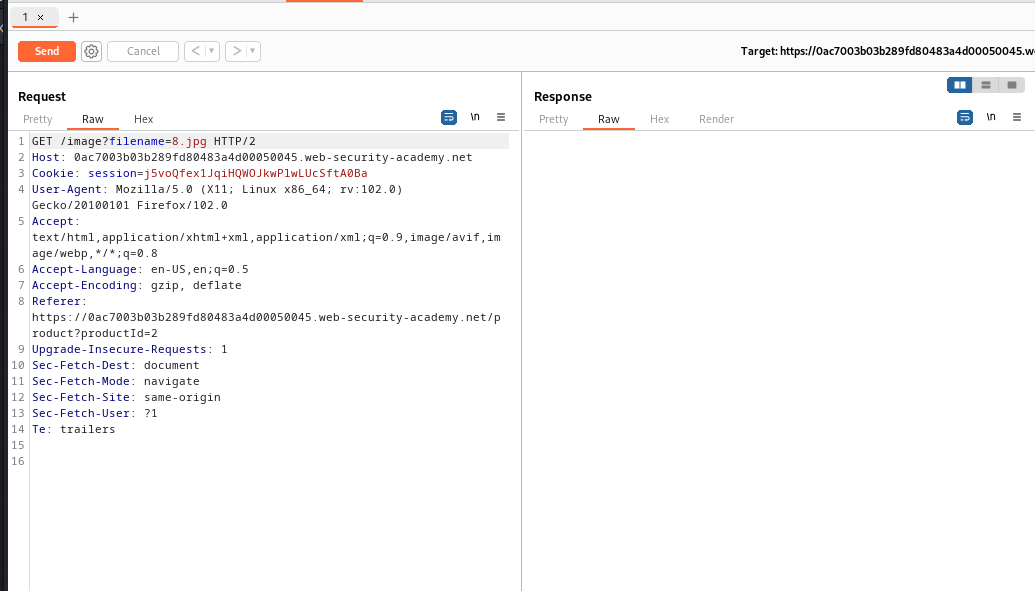 1 × +
Send Cancel < ▼ > ▼ Target: https://0ac7003b03b289fd80483a4d00050045.w
Request
Pretty Raw Hex \n
1 GET /image?filename=8.jpg HTTP/2
2 Host: 0ac7003b03b289fd80483a4d00050045.web-security-academy.net
3 Cookie: session=j5voQfex1JqiHQWOJkwPlwLUcSftA0Ba
4 User-Agent: Mozilla/5.0 (X11; Linux x86_64; rv:102.0)
Gecko/20100101 Firefox/102.0
5 Accept:
text/html,application/xhtml+xml,application/xml;q=0.9,image/avif,im
age/webp,*/*;q=0.8
6 Accept-Language: en-US,en;q=0.5
7 Accept-Encoding: gzip, deflate
8 Referer:
https://0ac7003b03b289fd80483a4d00050045.web-security-academy.net/p
roduct?productId=2
9 Upgrade-Insecure-Requests: 1
10 Sec-Fetch-Dest: document
11 Sec-Fetch-Mode: navigate
12 Sec-Fetch-Site: same-origin
13 Sec-Fetch-User: ?1
14 Te: trailers
15
16
Response
Pretty Raw Hex Render \n